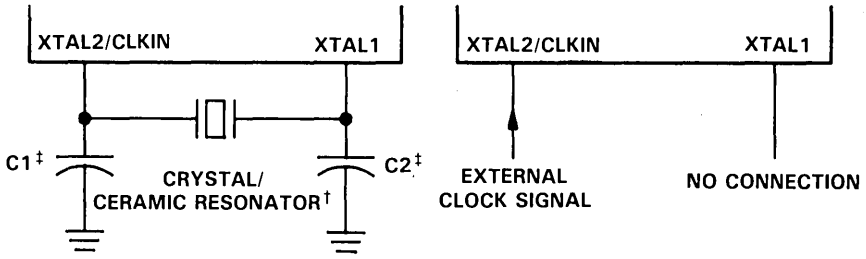 XTAL2/CLKIN
XTAL1
C1‡
CRYSTAL/
CERAMIC RESONATOR†
C2‡
XTAL2/CLKIN
XTAL1
EXTERNAL
CLOCK SIGNAL
NO CONNECTION